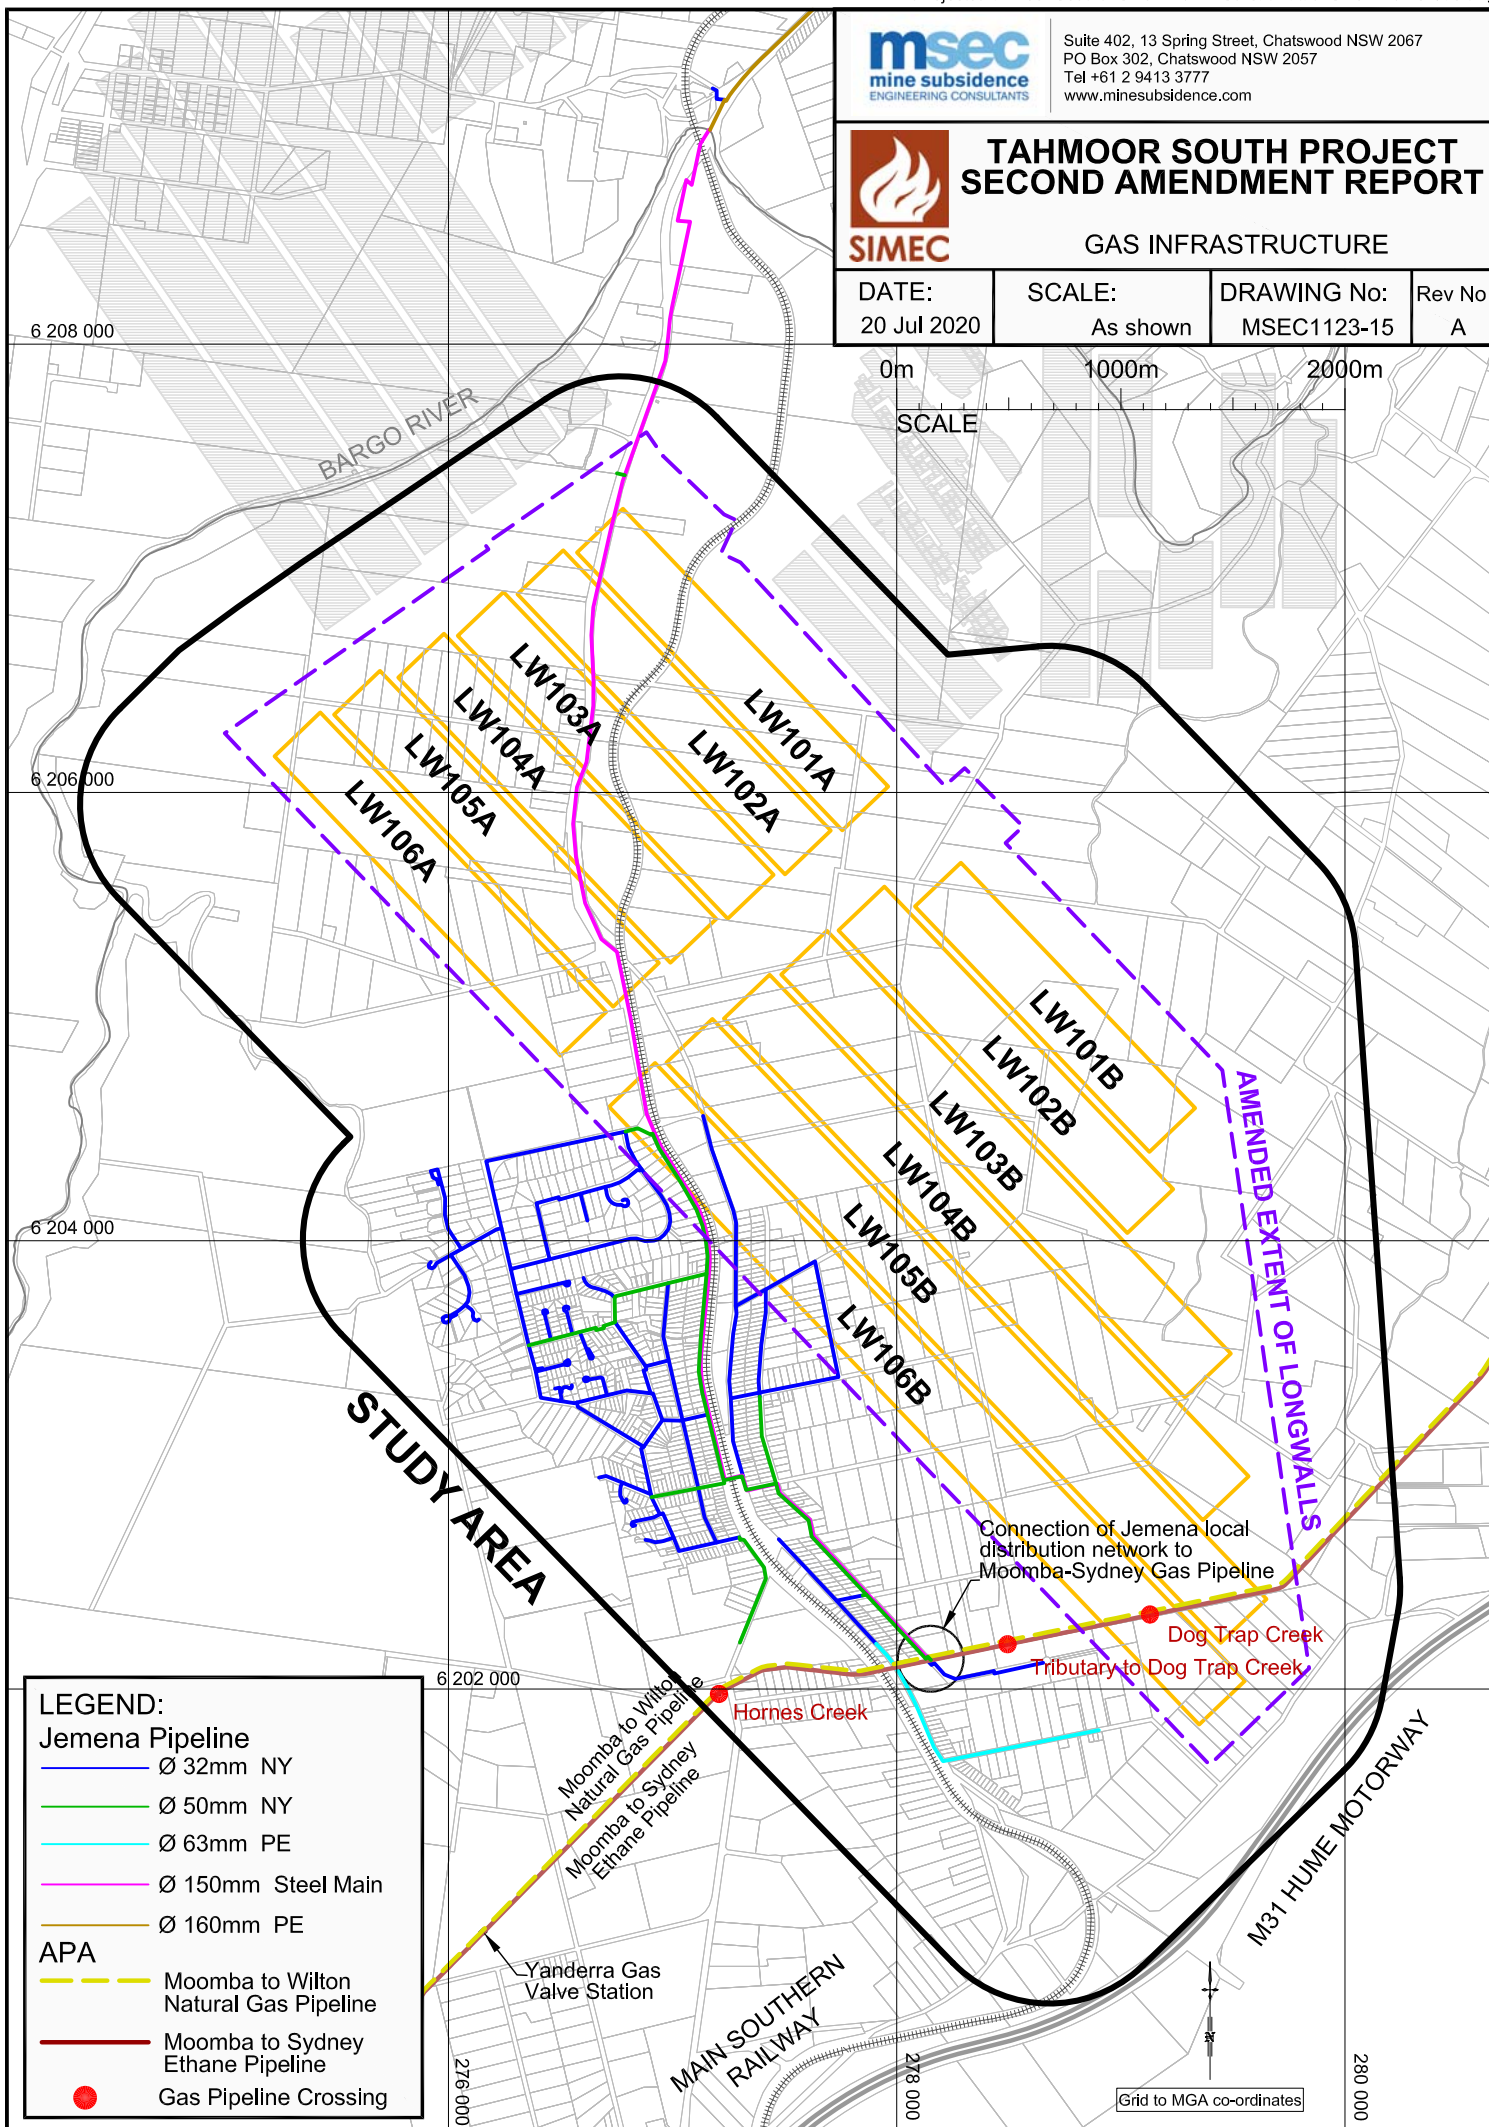 msec
mine subsidence
ENGINEERING CONSULTANTS
Suite 402, 13 Spring Street, Chatswood NSW 2067
PO Box 302, Chatswood NSW 2057
Tel +61 2 9413 3777
www.minesubsidence.com
SIMEC
TAHMOOR SOUTH PROJECT
SECOND AMENDMENT REPORT
GAS INFRASTRUCTURE
DATE:
20 Jul 2020
SCALE:
As shown
DRAWING No:
MSEC1123-15
Rev No
A
6 208 000
0m
1000m
2000m
SCALE
BARGO RIVER
LW101A
LW102A
LW103A
LW104A
LW105A
LW106A
6 206 000
LW101B
LW102B
LW103B
LW104B
LW105B
LW106B
AMENDED EXTENT OF LONGWALLS
6 204 000
STUDY AREA
Connection of Jemena local
distribution network to
Moomba-Sydney Gas Pipeline
Dog Trap Creek
Tributary to Dog Trap Creek
6 202 000
Hornes Creek
Moomba to Wilton
Natural Gas Pipeline
Moomba to Sydney
Ethane Pipeline
Yanderra Gas
Valve Station
MAIN SOUTHERN
RAILWAY
M31 HUME MOTORWAY
LEGEND:
Jemena Pipeline
Ø 32mm NY
Ø 50mm NY
Ø 63mm PE
Ø 150mm Steel Main
Ø 160mm PE
APA
Moomba to Wilton
Natural Gas Pipeline
Moomba to Sydney
Ethane Pipeline
Gas Pipeline Crossing
276 000
278 000
280 000
N
Grid to MGA co-ordinates